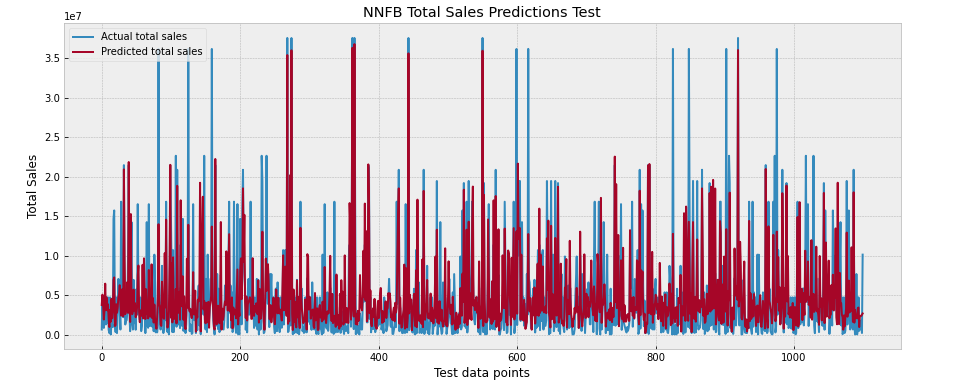 NNFB Total Sales Predictions Test
1e7
Actual total sales
Predicted total sales
3.5
3.0
2.5
2.0
1.5
1.0
0.5
0.0
Total Sales
0 200 400 600 800 1000
Test data points